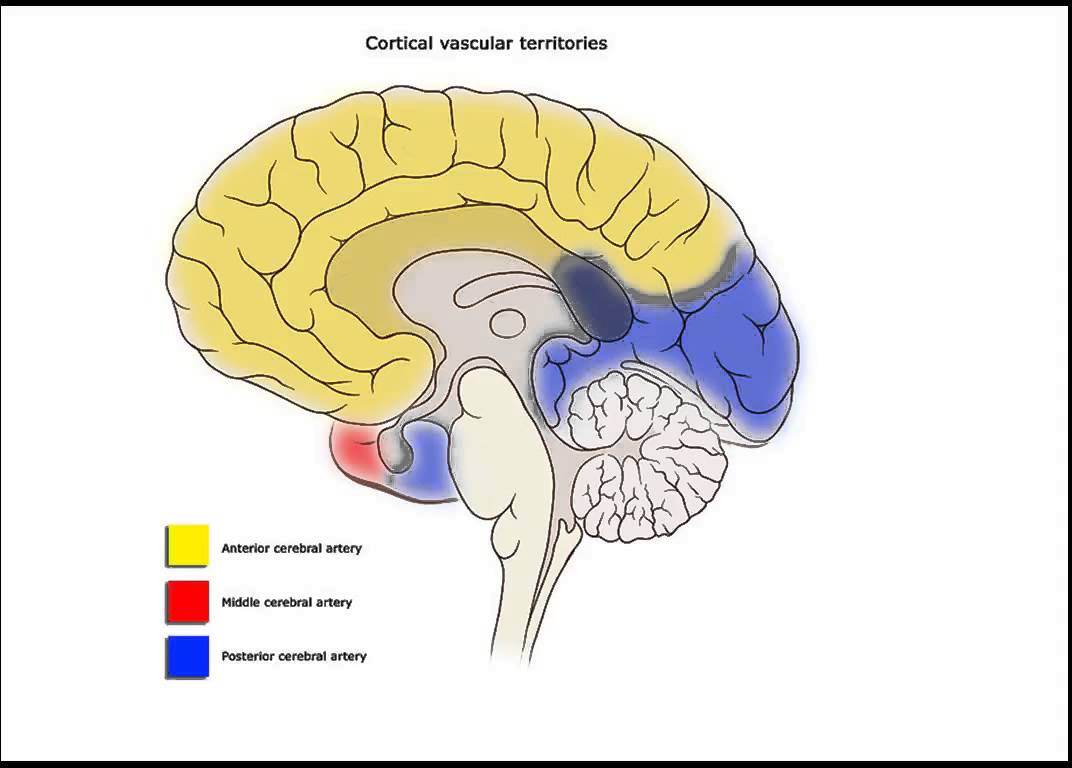 Cortical vascular territories
Anterior cerebral artery
Middle cerebral artery
Posterior cerebral artery